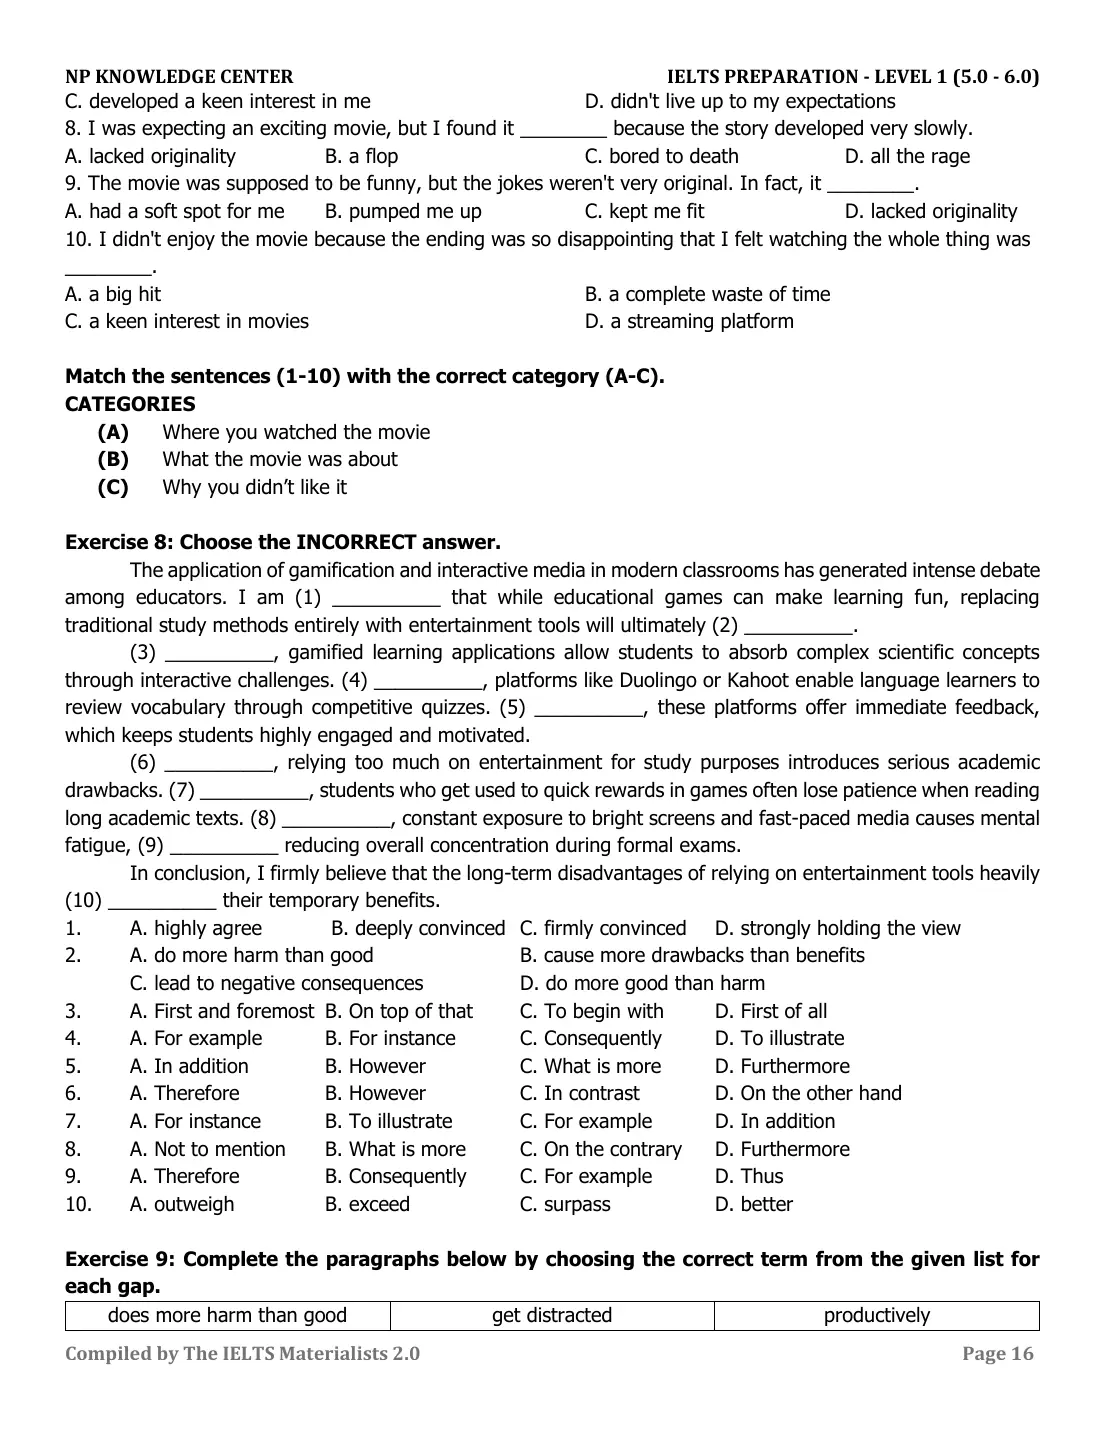 NP KNOWLEDGE CENTER IELTS PREPARATION - LEVEL 1 (5.0 - 6.0)
C. developed a keen interest in me D. didn't live up to my expectations
8. I was expecting an exciting movie, but I found it ________ because the story developed very slowly.
A. lacked originality B. a flop C. bored to death D. all the rage
9. The movie was supposed to be funny, but the jokes weren't very original. In fact, it ________.
A. had a soft spot for me B. pumped me up C. kept me fit D. lacked originality
10. I didn't enjoy the movie because the ending was so disappointing that I felt watching the whole thing was
________.
A. a big hit B. a complete waste of time
C. a keen interest in movies D. a streaming platform
Match the sentences (1-10) with the correct category (A-C).
CATEGORIES
(A) Where you watched the movie
(B) What the movie was about
(C) Why you didn’t like it
Exercise 8: Choose the INCORRECT answer.
The application of gamification and interactive media in modern classrooms has generated intense debate
among educators. I am (1) __________ that while educational games can make learning fun, replacing
traditional study methods entirely with entertainment tools will ultimately (2) __________.
(3) __________, gamified learning applications allow students to absorb complex scientific concepts
through interactive challenges. (4) __________, platforms like Duolingo or Kahoot enable language learners to
review vocabulary through competitive quizzes. (5) __________, these platforms offer immediate feedback,
which keeps students highly engaged and motivated.
(6) __________, relying too much on entertainment for study purposes introduces serious academic
drawbacks. (7) __________, students who get used to quick rewards in games often lose patience when reading
long academic texts. (8) __________, constant exposure to bright screens and fast-paced media causes mental
fatigue, (9) __________ reducing overall concentration during formal exams.
In conclusion, I firmly believe that the long-term disadvantages of relying on entertainment tools heavily
(10) __________ their temporary benefits.
1. A. highly agree B. deeply convinced C. firmly convinced D. strongly holding the view
2. A. do more harm than good B. cause more drawbacks than benefits
C. lead to negative consequences D. do more good than harm
3. A. First and foremost B. On top of that C. To begin with D. First of all
4. A. For example B. For instance C. Consequently D. To illustrate
5. A. In addition B. However C. What is more D. Furthermore
6. A. Therefore B. However C. In contrast D. On the other hand
7. A. For instance B. To illustrate C. For example D. In addition
8. A. Not to mention B. What is more C. On the contrary D. Furthermore
9. A. Therefore B. Consequently C. For example D. Thus
10. A. outweigh B. exceed C. surpass D. better
Exercise 9: Complete the paragraphs below by choosing the correct term from the given list for
each gap.
does more harm than good get distracted productively
Compiled by The IELTS Materialists 2.0 Page 16